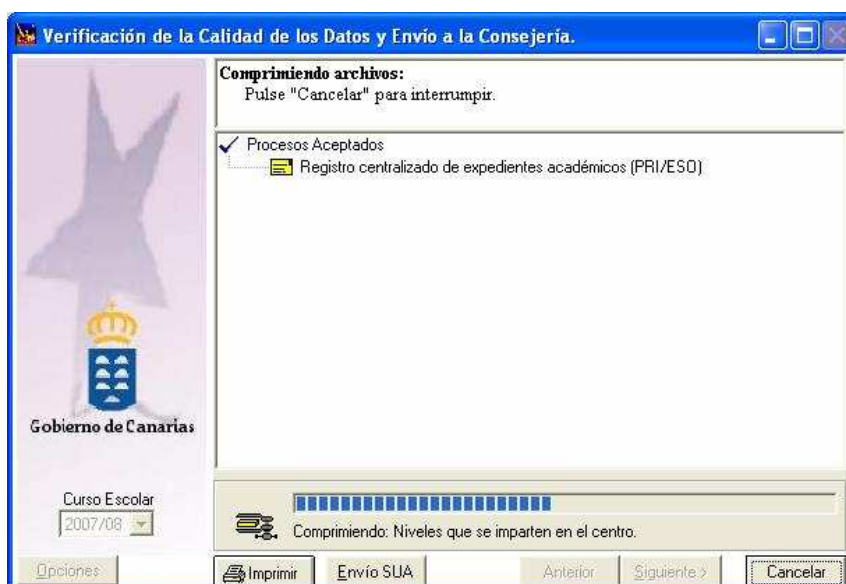 Verificación de la Calidad de los Datos y Envío a la Consejería.
Comprimiendo archivos:
Pulse "Cancelar" para interrumpir.
Procesos Aceptados
Registro centralizado de expedientes académicos (PRI/ESO)
Gobierno de Canarias
Curso Escolar
2007/08
Comprimiendo: Niveles que se imparten en el centro.
Opciones
Imprimir
Envío SUA
Anterior
Siguiente >
Cancelar